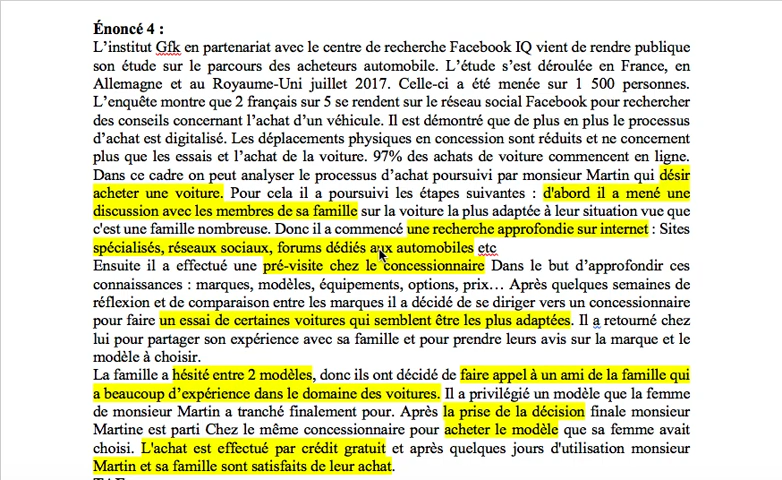 Énoncé 4 :
L'institut Gfk en partenariat avec le centre de recherche Facebook IQ vient de rendre publique
son étude sur le parcours des acheteurs automobile. L'étude s'est déroulée en France, en
Allemagne et au Royaume-Uni juillet 2017. Celle-ci a été menée sur 1 500 personnes.
L'enquête montre que 2 français sur 5 se rendent sur le réseau social Facebook pour rechercher
des conseils concernant l'achat d'un véhicule. Il est démontré que de plus en plus le processus
d'achat est digitalisé. Les déplacements physiques en concession sont réduits et ne concernent
plus que les essais et l'achat de la voiture. 97% des achats de voiture commencent en ligne.
Dans ce cadre on peut analyser le processus d'achat poursuivi par monsieur Martin qui désir
acheter une voiture. Pour cela il a poursuivi les étapes suivantes : d'abord il a mené une
discussion avec les membres de sa famille sur la voiture la plus adaptée à leur situation vue que
c'est une famille nombreuse. Donc il a commencé une recherche approfondie sur internet : Sites
spécialisés, réseaux sociaux, forums dédiés aux automobiles etc
Ensuite il a effectué une pré-visite chez le concessionnaire Dans le but d'approfondir ces
connaissances : marques, modèles, équipements, options, prix… Après quelques semaines de
réflexion et de comparaison entre les marques il a décidé de se diriger vers un concessionnaire
pour faire un essai de certaines voitures qui semblent être les plus adaptées. Il a retourné chez
lui pour partager son expérience avec sa famille et pour prendre leurs avis sur la marque et le
modèle à choisir.
La famille a hésité entre 2 modèles, donc ils ont décidé de faire appel à un ami de la famille qui
a beaucoup d'expérience dans le domaine des voitures. Il a privilégié un modèle que la femme
de monsieur Martin a tranché finalement pour. Après la prise de la décision finale monsieur
Martine est parti Chez le même concessionnaire pour acheter le modèle que sa femme avait
choisi. L'achat est effectué par crédit gratuit et après quelques jours d'utilisation monsieur
Martin et sa famille sont satisfaits de leur achat.